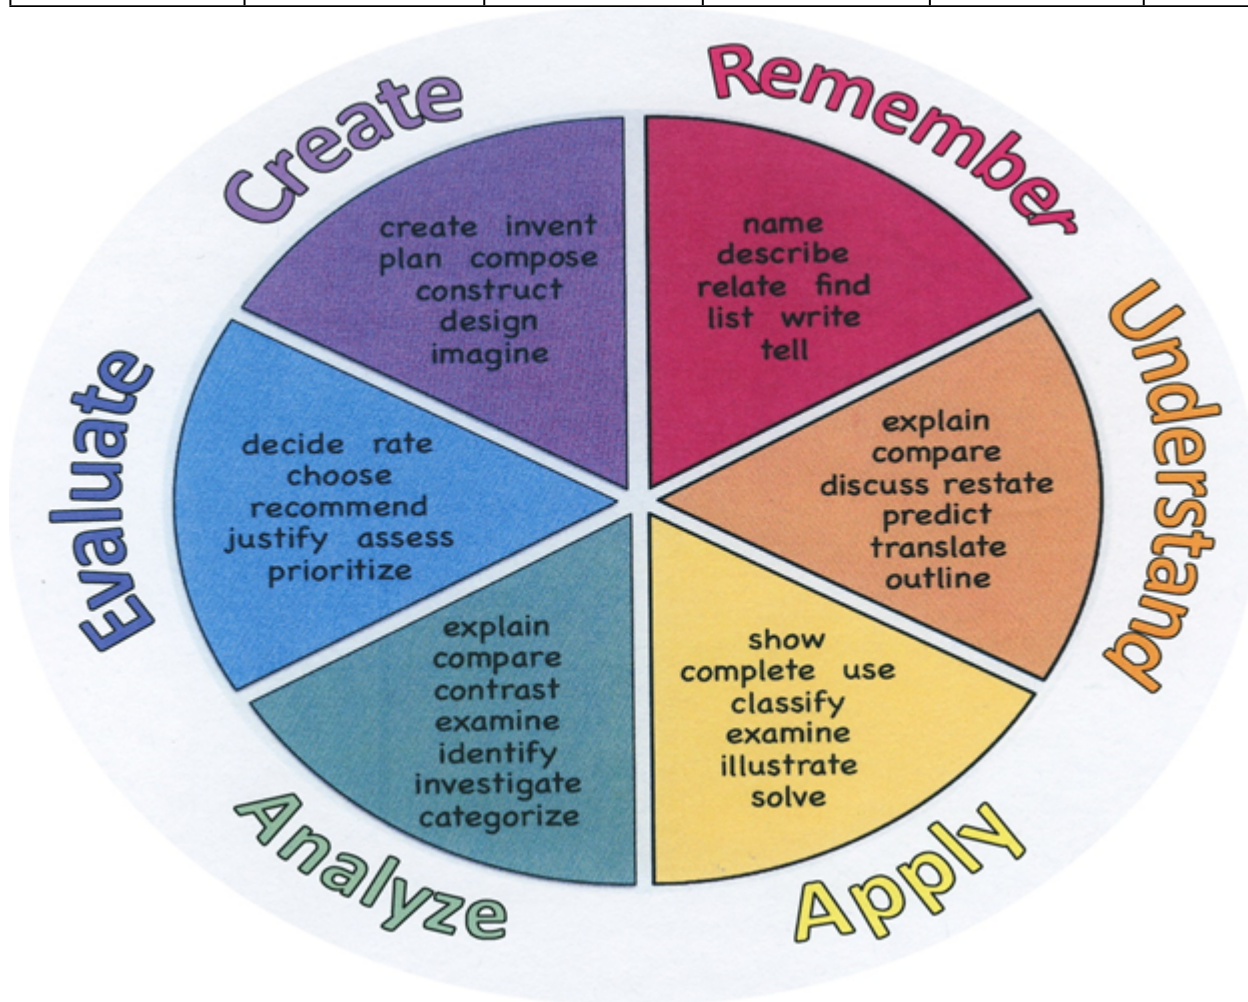 Remember
name
describe
relate find
list write
tell
Understand
explain
compare
discuss restate
predict
translate
outline
Apply
show
complete use
classify
examine
illustrate
solve
Analyze
explain
compare
contrast
examine
identify
investigate
categorize
Evaluate
decide rate
choose
recommend
justify assess
prioritize
Create
create invent
plan compose
construct
design
imagine